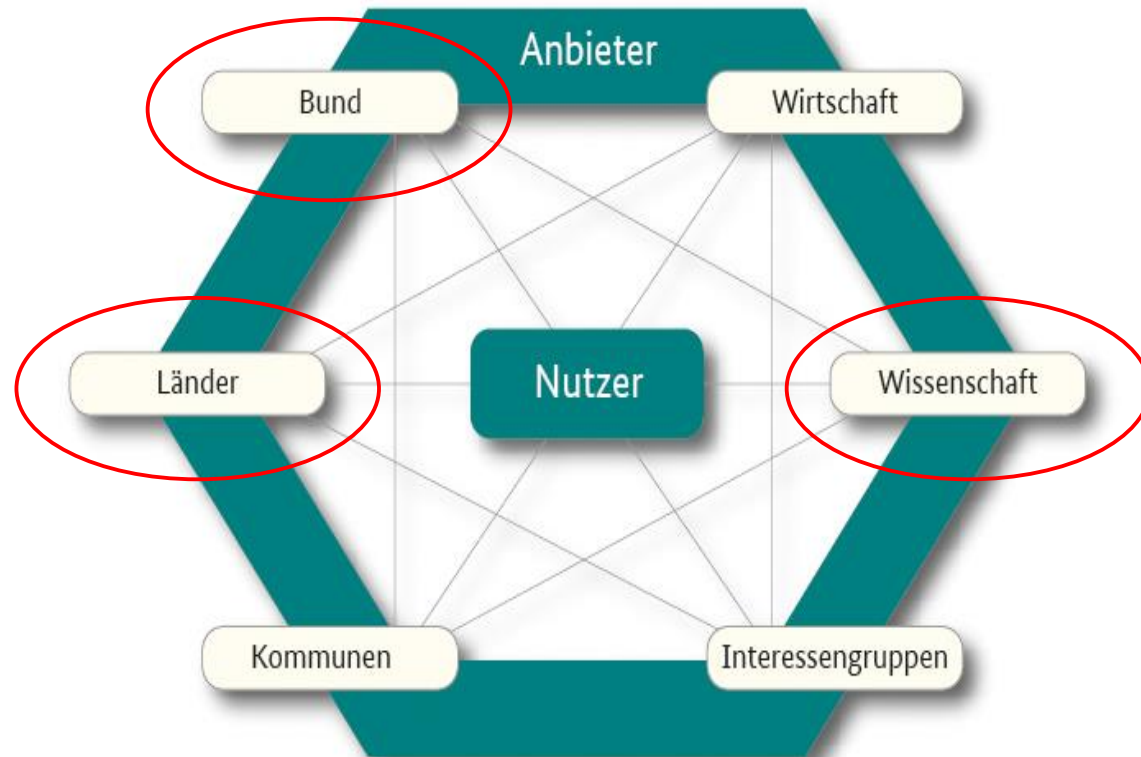 Anbieter
Bund
Wirtschaft
Länder
Nutzer
Wissenschaft
Kommunen
Interessengruppen